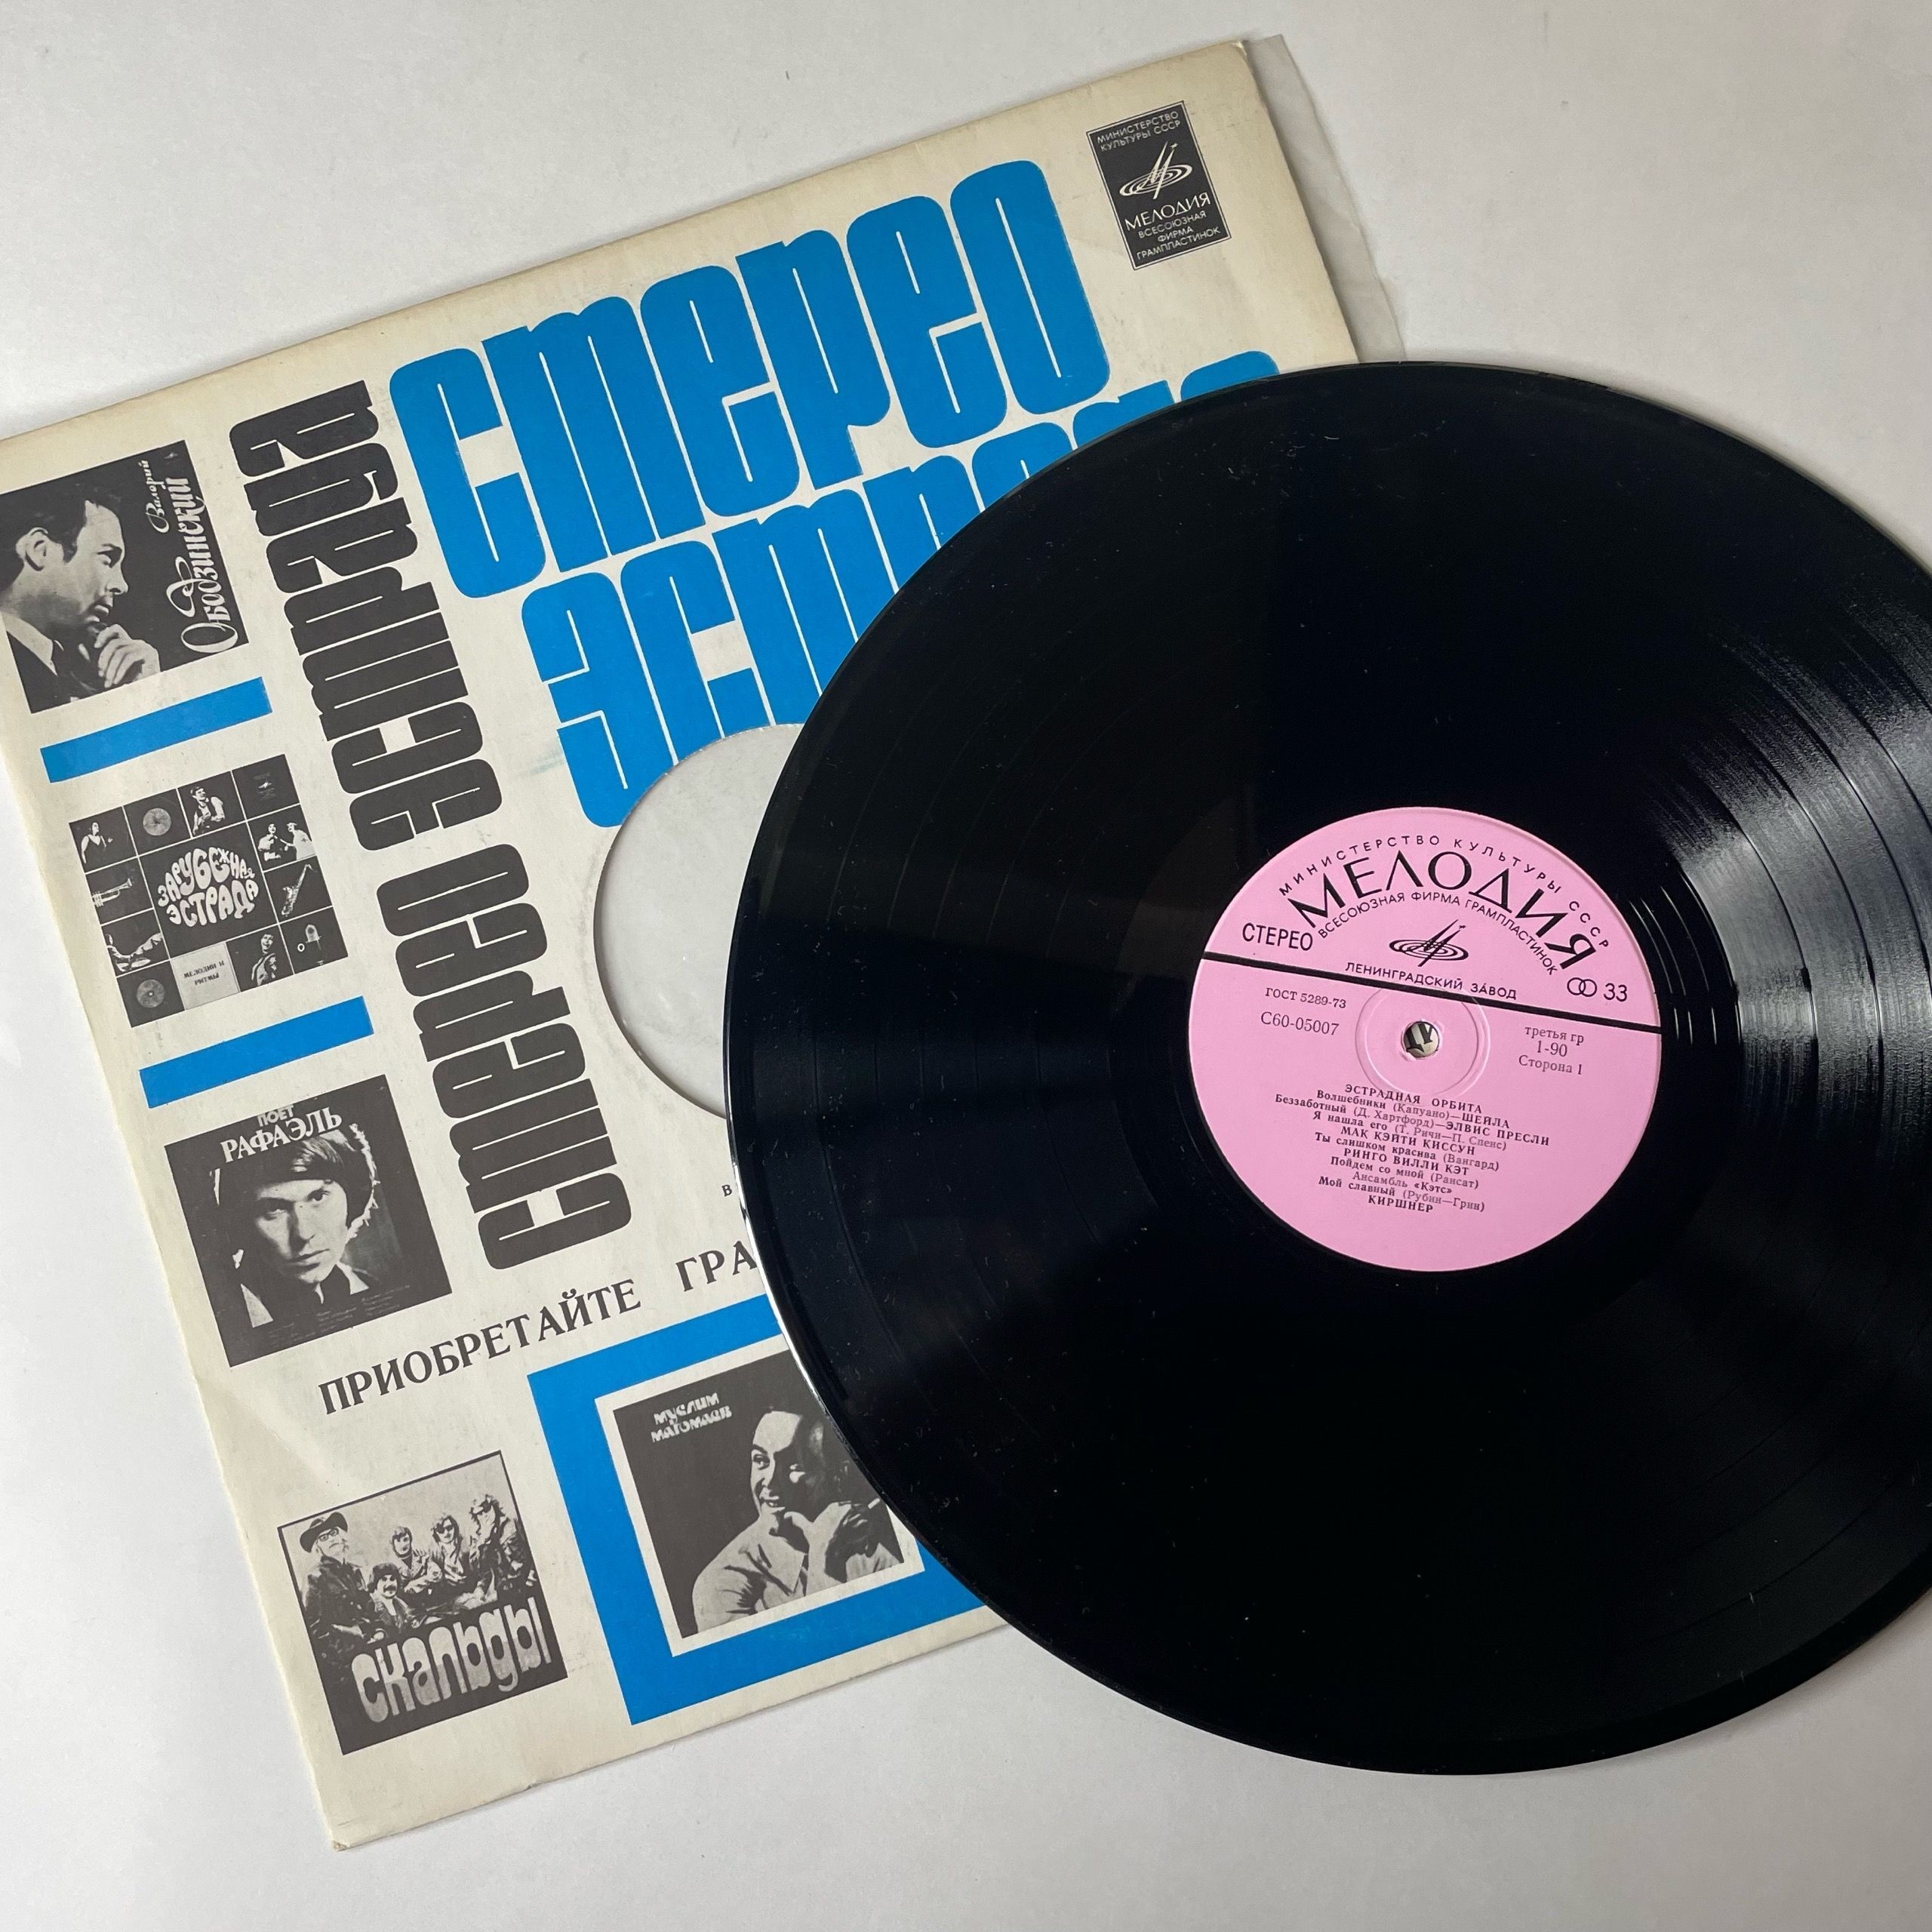 МИНИСТЕРСТВО
КУЛЬТУРЫ СССР
МЕЛОДИЯ
ВСЕСОЮЗНАЯ
ФИРМА
ГРАМПЛАСТИНОК
стерео
эстрада
стерео эстрада
Валерий
Ободзинский
ЗАРУБЕЖНАЯ
ЭСТРАДА
МЕЛОДИИ И
РИТМЫ
ПОЕТ
РАФАЭЛЬ
В
ПРИОБРЕТАЙТЕ ГРА
муслим
магомаев
скальды
МИНИСТЕРСТВО КУЛЬТУРЫ СССР
МЕЛОДИЯ
ВСЕСОЮЗНАЯ ФИРМА ГРАМПЛАСТИНОК
СТЕРЕО
33
ЛЕНИНГРАДСКИЙ ЗАВОД
ГОСТ 5289-73
С60-05007
третья гр
1-90
Сторона 1
ЭСТРАДНАЯ ОРБИТА
Волшебники (Капуано)—ШЕЙЛА
Беззаботный (Д. Хартфорд)—ЭЛВИС ПРЕСЛИ
Я нашла его (Т. Ричи—П. Спенс)
МАК КЭЙТИ КИССУН
Ты слишком красива (Вангард)
РИНГО ВИЛЛИ КЭТ
Пойдем со мной (Рансат)
Ансамбль «Кэтс»
Мой славный (Рубин—Грин)
КИРШНЕР